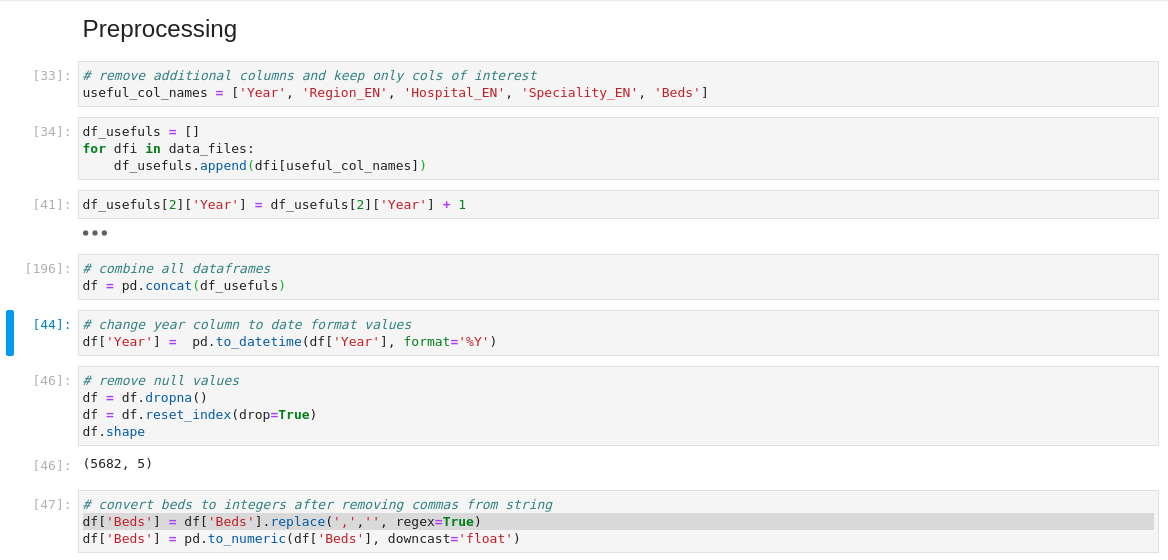 Preprocessing
[33]:
# remove additional columns and keep only cols of interest
useful_col_names = ['Year', 'Region_EN', 'Hospital_EN', 'Speciality_EN', 'Beds']
[34]:
df_usefuls = []
for dfi in data_files:
    df_usefuls.append(dfi[useful_col_names])
[41]:
df_usefuls[2]['Year'] = df_usefuls[2]['Year'] + 1
[196]:
# combine all dataframes
df = pd.concat(df_usefuls)
[44]:
# change year column to date format values
df['Year'] =  pd.to_datetime(df['Year'], format='%Y')
[46]:
# remove null values
df = df.dropna()
df = df.reset_index(drop=True)
df.shape
[46]:
(5682, 5)
[47]:
# convert beds to integers after removing commas from string
df['Beds'] = df['Beds'].replace(',','', regex=True)
df['Beds'] = pd.to_numeric(df['Beds'], downcast='float')